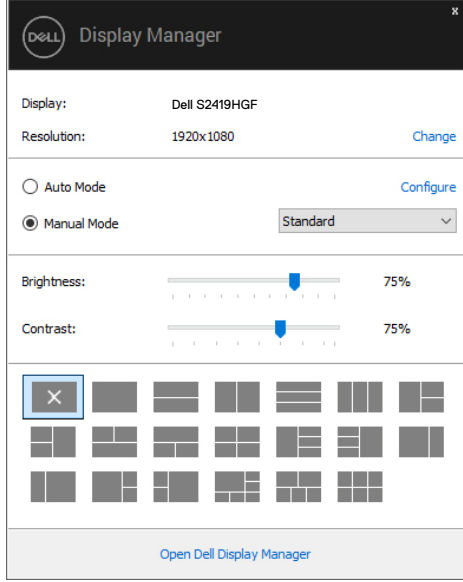 x
DELL Display Manager
Display: Dell S2419HGF
Resolution: 1920x1080 Change
Auto Mode Configure
Manual Mode Standard
Brightness: 75%
Contrast: 75%
Open Dell Display Manager